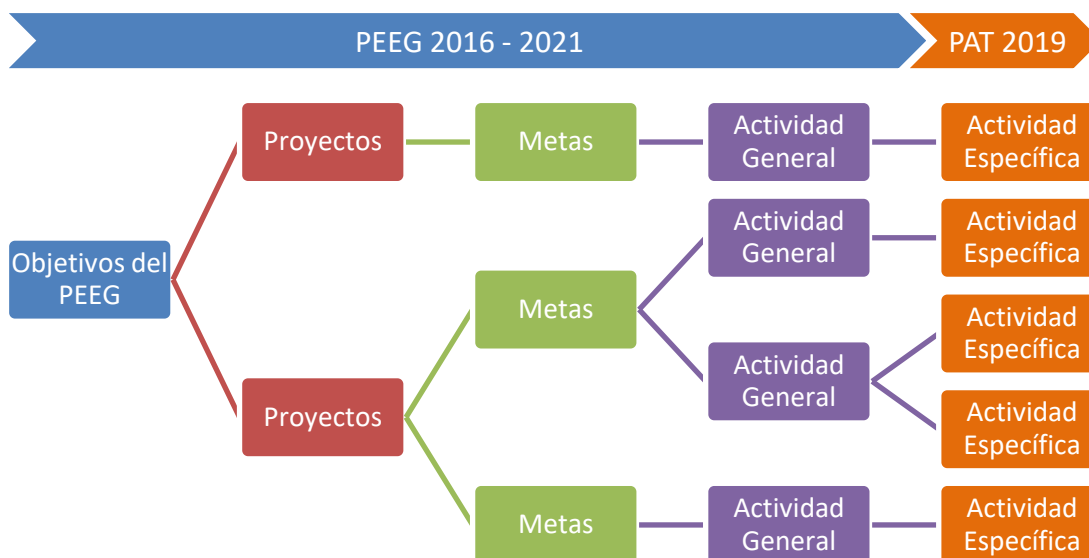 PEEG 2016 - 2021
PAT 2019
Proyectos
Metas
Actividad
General
Actividad
Específica
Objetivos del
PEEG
Metas
Actividad
General
Actividad
Específica
Actividad
General
Actividad
Específica
Proyectos
Actividad
Específica
Metas
Actividad
General
Actividad
Específica